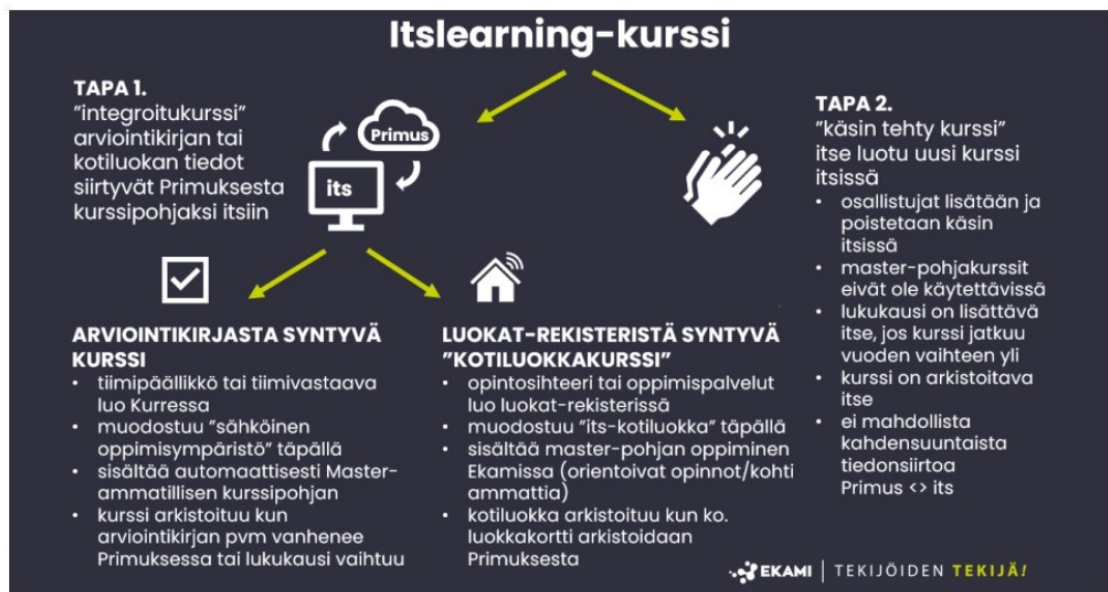 Itslearning-kurssi
TAPA 1.
"integroitukurssi"
arviointikirjan tai
kotiluokan tiedot
siirtyvät Primuksesta
kurssipohjaksi itsiin
Primus
its
TAPA 2.
"käsin tehty kurssi"
itse luotu uusi kurssi
itsissä
• osallistujat lisätään ja
poistetaan käsin
itsissä
• master-pohjakurssit
eivät ole käytettävissä
• lukukausi on lisättävä
itse, jos kurssi jatkuu
vuoden vaihteen yli
• kurssi on arkistoitava
itse
• ei mahdollista
kahdensuuntaista
tiedonsiirtoa
Primus <> its
ARVIOINTIKIRJASTA SYNTYVÄ
KURSSI
• tiimipäällikkö tai tiimivastaava
luo Kurressa
• muodostuu "sähköinen
oppimisympäristö" täpällä
• sisältää automaattisesti Master-
ammatillisen kurssipohjan
• kurssi arkistoituu kun
arviointikirjan pvm vanhenee
Primuksessa tai lukukausi vaihtuu
LUOKAT-REKISTERISTÄ SYNTYVÄ
"KOTILUOKKAKURSSI"
• opintosihteeri tai oppimispalvelut
luo luokat-rekisterissä
• muodostuu "its-kotiluokka" täpällä
• sisältää master-pohjan oppiminen
Ekamissa (orientoivat opinnot/kohti
ammattia)
• kotiluokka arkistoituu kun ko.
luokkakortti arkistoidaan
Primuksesta
EKAMI | TEKIJÖIDEN TEKIJÄ!